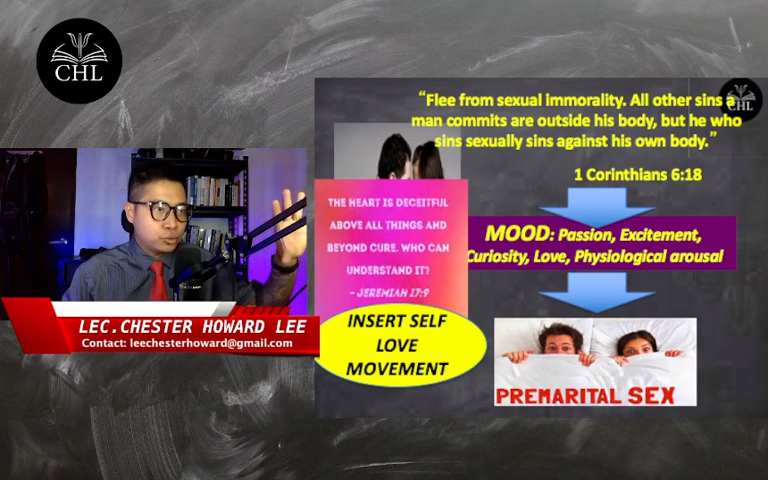 CHL
"Flee from sexual immorality. All other sins a
man commits are outside his body, but he who
sins sexually sins against his own body."
1 Corinthians 6:18
CHL
THE HEART IS DECEITFUL
ABOVE ALL THINGS AND
BEYOND CURE. WHO CAN
UNDERSTAND IT?
- JEREMIAH 17:9
MOOD: Passion, Excitement,
Curiosity, Love, Physiological arousal
INSERT SELF
LOVE
MOVEMENT
PREMARITAL SEX
LEC.CHESTER HOWARD LEE
Contact: leechesterhoward@gmail.com